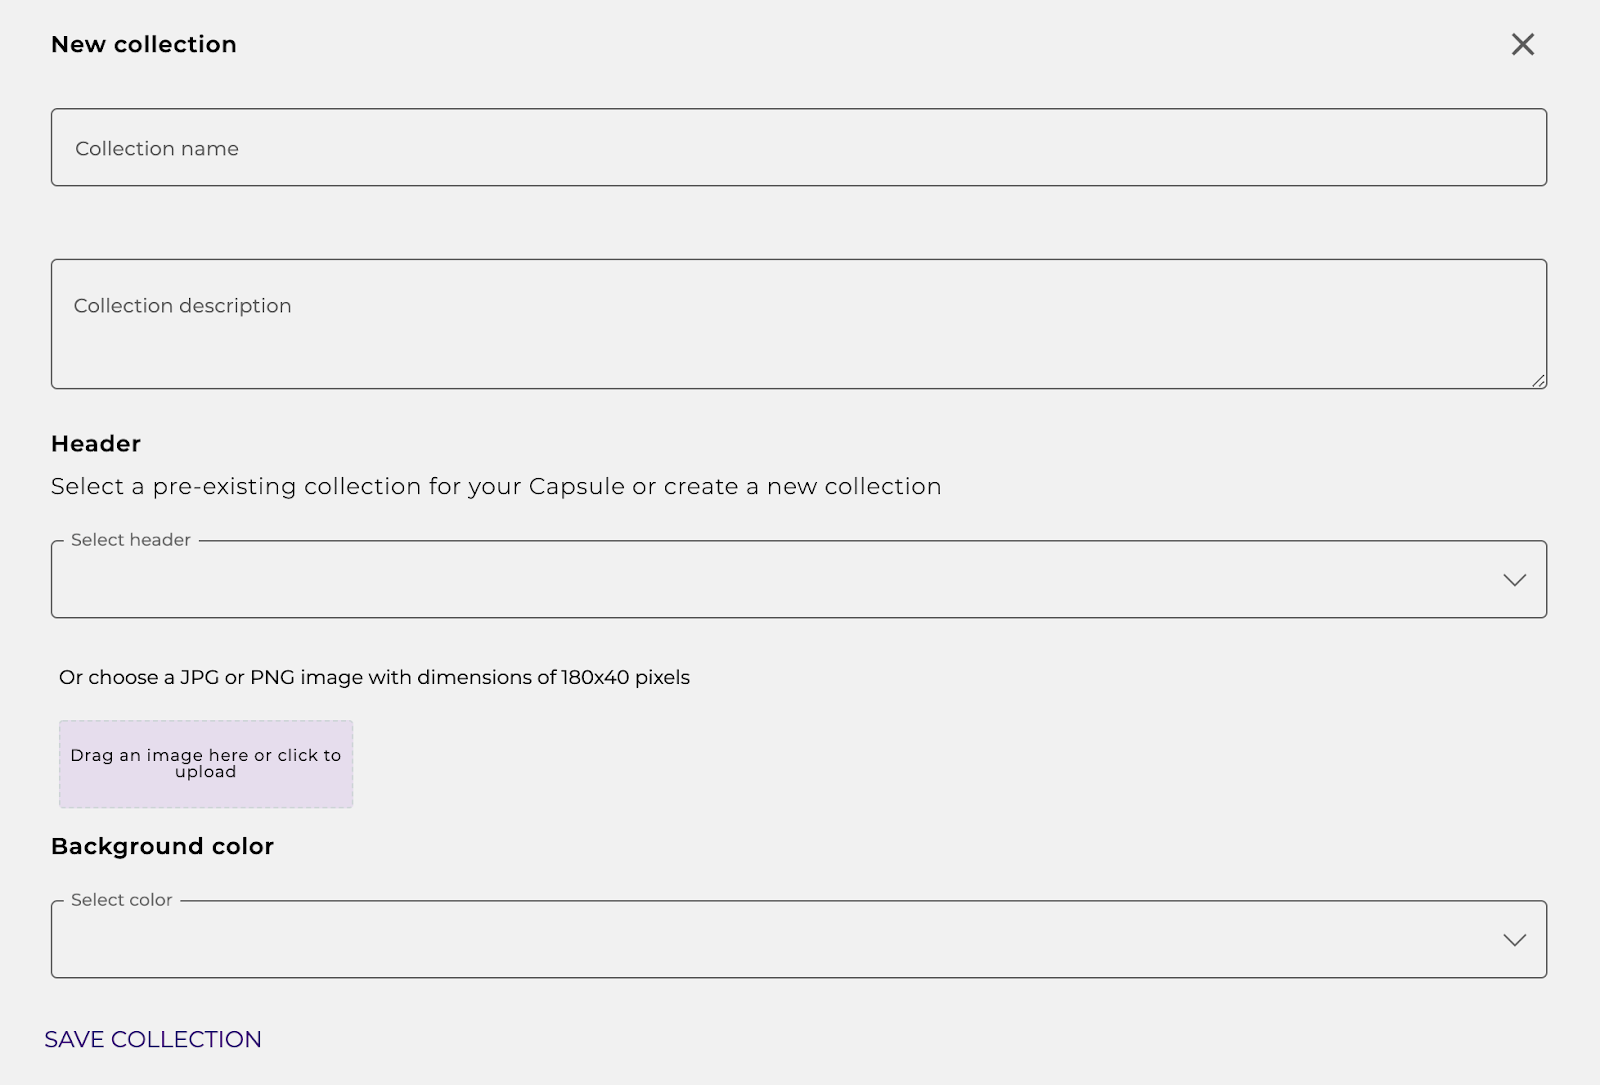 New collection
Collection name
Collection description
Header
Select a pre-existing collection for your Capsule or create a new collection
Select header
Or choose a JPG or PNG image with dimensions of 180x40 pixels
Drag an image here or click to
upload
Background color
Select color
SAVE COLLECTION